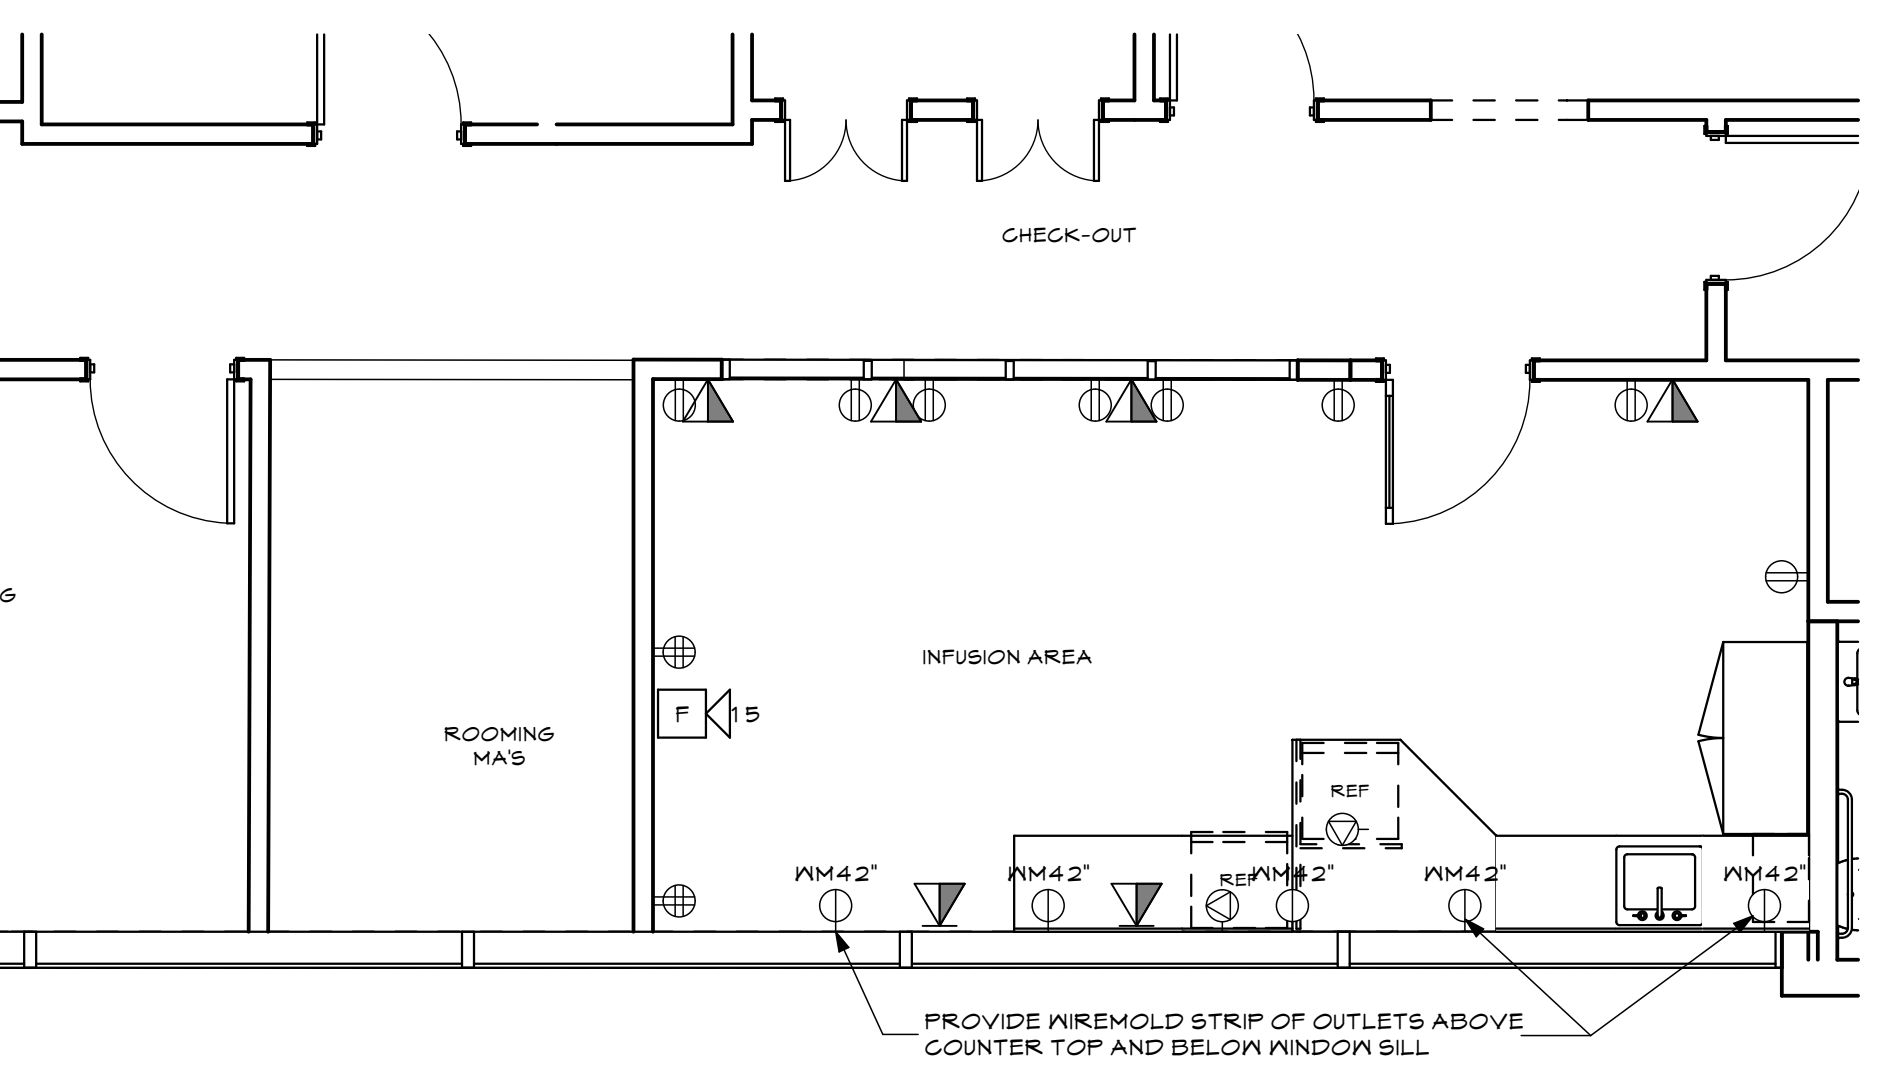 CHECK-OUT
G
INFUSION AREA
F
15
ROOMING
MA'S
REF
WM42"
WM42"
REF
WM42"
WM42"
WM42"
PROVIDE WIREMOLD STRIP OF OUTLETS ABOVE
COUNTER TOP AND BELOW WINDOW SILL